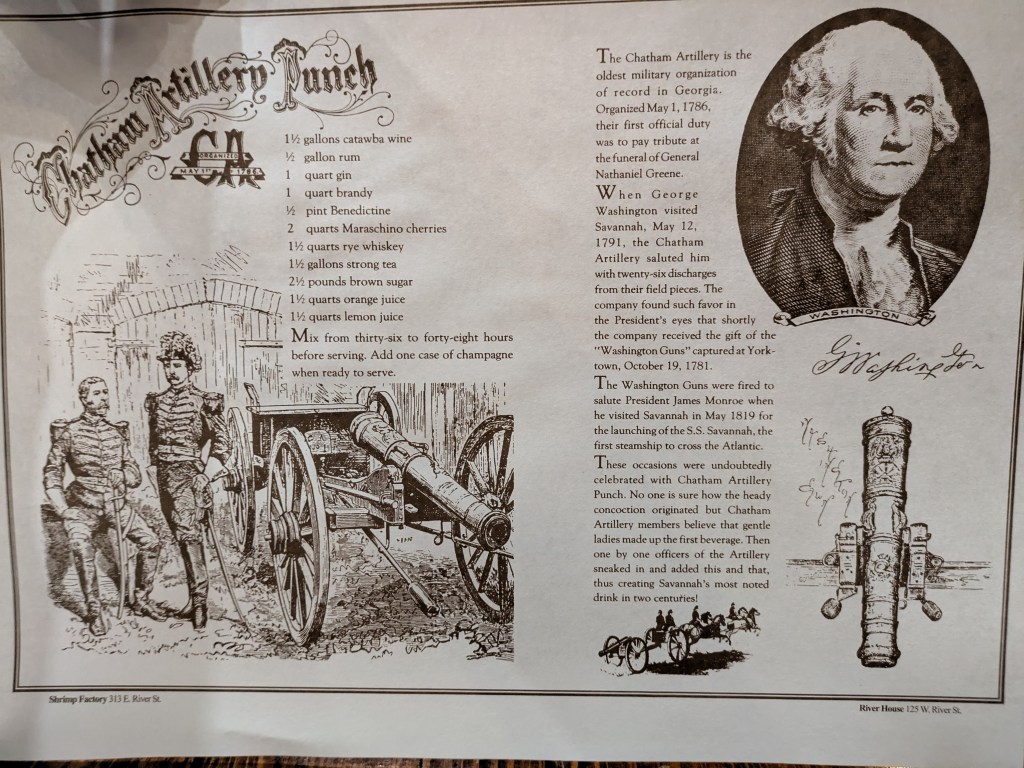 Chatham Artillery Punch
CA
ORGANIZED
MAY 1ST 1786
1½ gallons catawba wine
½ gallon rum
1 quart gin
1 quart brandy
½ pint Benedictine
2 quarts Maraschino cherries
1½ quarts rye whiskey
1½ gallons strong tea
2½ pounds brown sugar
1½ quarts orange juice
1½ quarts lemon juice
Mix from thirty-six to forty-eight hours
before serving. Add one case of champagne
when ready to serve.
The Chatham Artillery is the
oldest military organization
of record in Georgia.
Organized May 1, 1786,
their first official duty
was to pay tribute at
the funeral of General
Nathaniel Greene.
When George
Washington visited
Savannah, May 12,
1791, the Chatham
Artillery saluted him
with twenty-six discharges
from their field pieces. The
company found such favor in
the President's eyes that shortly
the company received the gift of the
"Washington Guns" captured at York-
town, October 19, 1781.
The Washington Guns were fired to
salute President James Monroe when
he visited Savannah in May 1819 for
the launching of the S.S. Savannah, the
first steamship to cross the Atlantic.
These occasions were undoubtedly
celebrated with Chatham Artillery
Punch. No one is sure how the heady
concoction originated but Chatham
Artillery members believe that gentle
ladies made up the first beverage. Then
one by one officers of the Artillery
sneaked in and added this and that,
thus creating Savannah's most noted
drink in two centuries!
WASHINGTON
G Washington
Shrimp Factory 313 E. River St.
River House 125 W. River St.